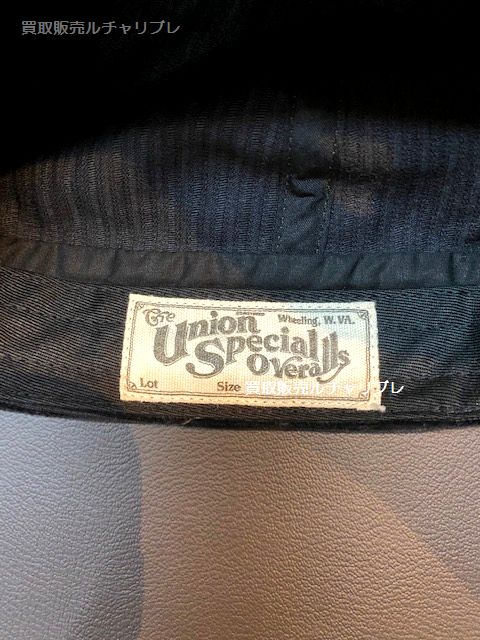 買取販売ルチャリブレ
The
Wheeling, W. VA.
Union
Special
Overalls
Lot
Size
買取販売ルチャリブレ